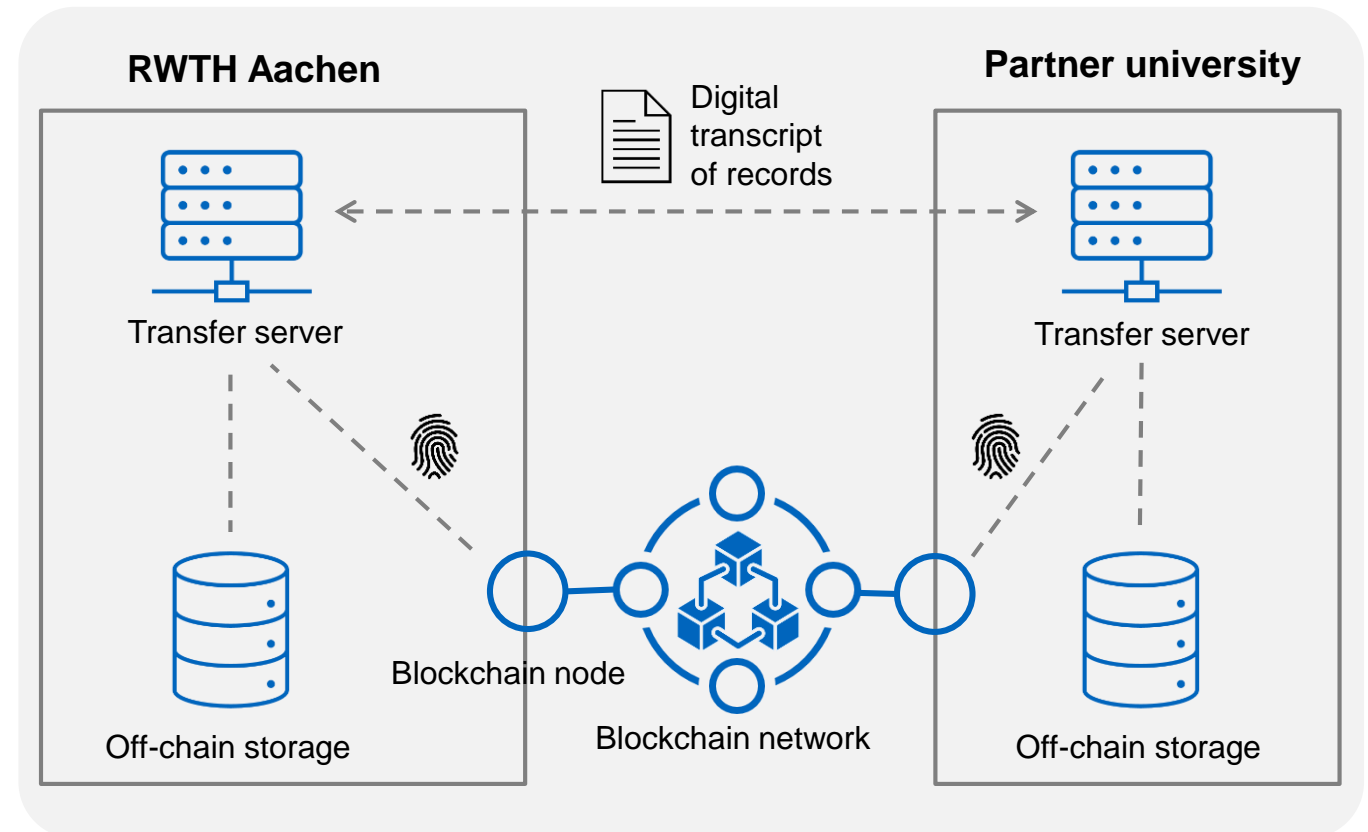 RWTH Aachen
Partner university
Digital
transcript
of records
Transfer server
Transfer server
Blockchain node
Blockchain network
Off-chain storage
Off-chain storage